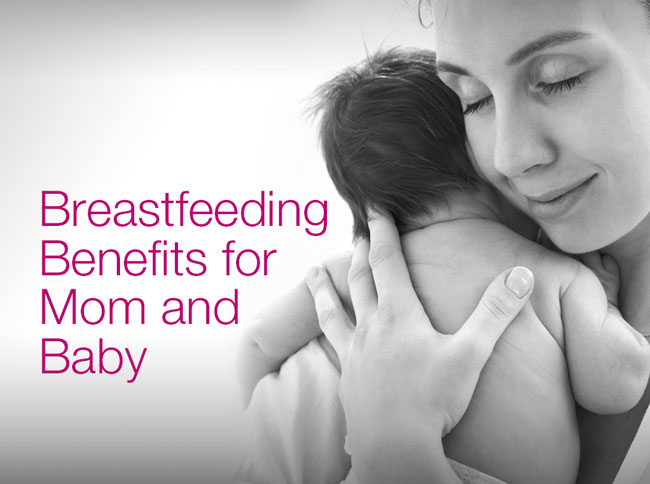 Breastfeeding
Benefits for
Mom and
Baby